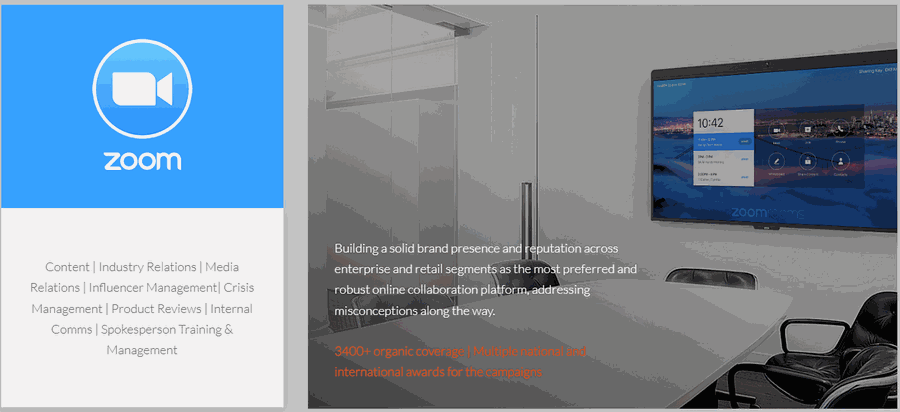 zoom
Content | Industry Relations | Media
Relations | Influencer Management| Crisis
Management | Product Reviews | Internal
Comms | Spokesperson Training &
Management
10:42
zoom
Building a solid brand presence and reputation across
enterprise and retail segments as the most preferred and
robust online collaboration platform, addressing
misconceptions along the way.
3400+ organic coverage | Multiple national and
international awards for the campaigns